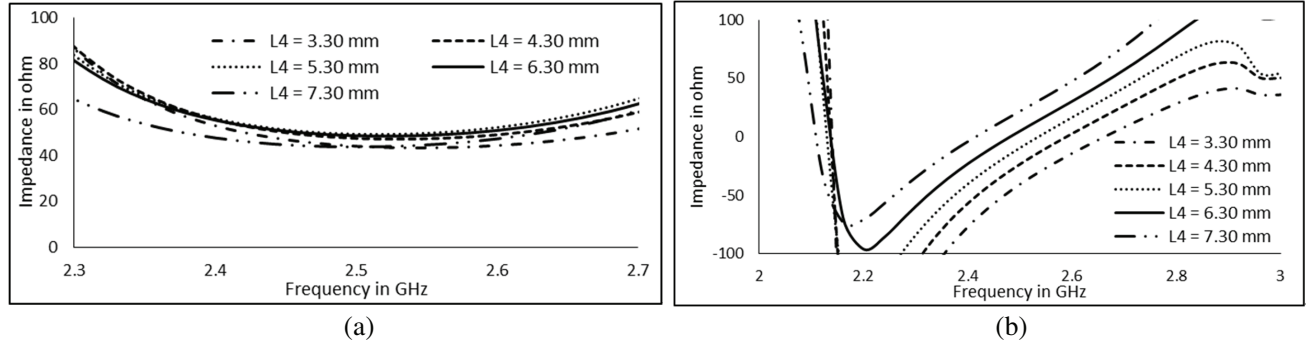 100
80
60
40
20
0
Impedance in ohm
L4 = 3.30 mm
L4 = 4.30 mm
L4 = 5.30 mm
L4 = 6.30 mm
L4 = 7.30 mm
2.3
2.4
2.5
2.6
2.7
Frequency in GHz
(a)
100
50
0
-50
-100
Impedance in ohm
L4 = 3.30 mm
L4 = 4.30 mm
L4 = 5.30 mm
L4 = 6.30 mm
L4 = 7.30 mm
2
2.2
2.4
2.6
2.8
3
Frequency in GHz
(b)